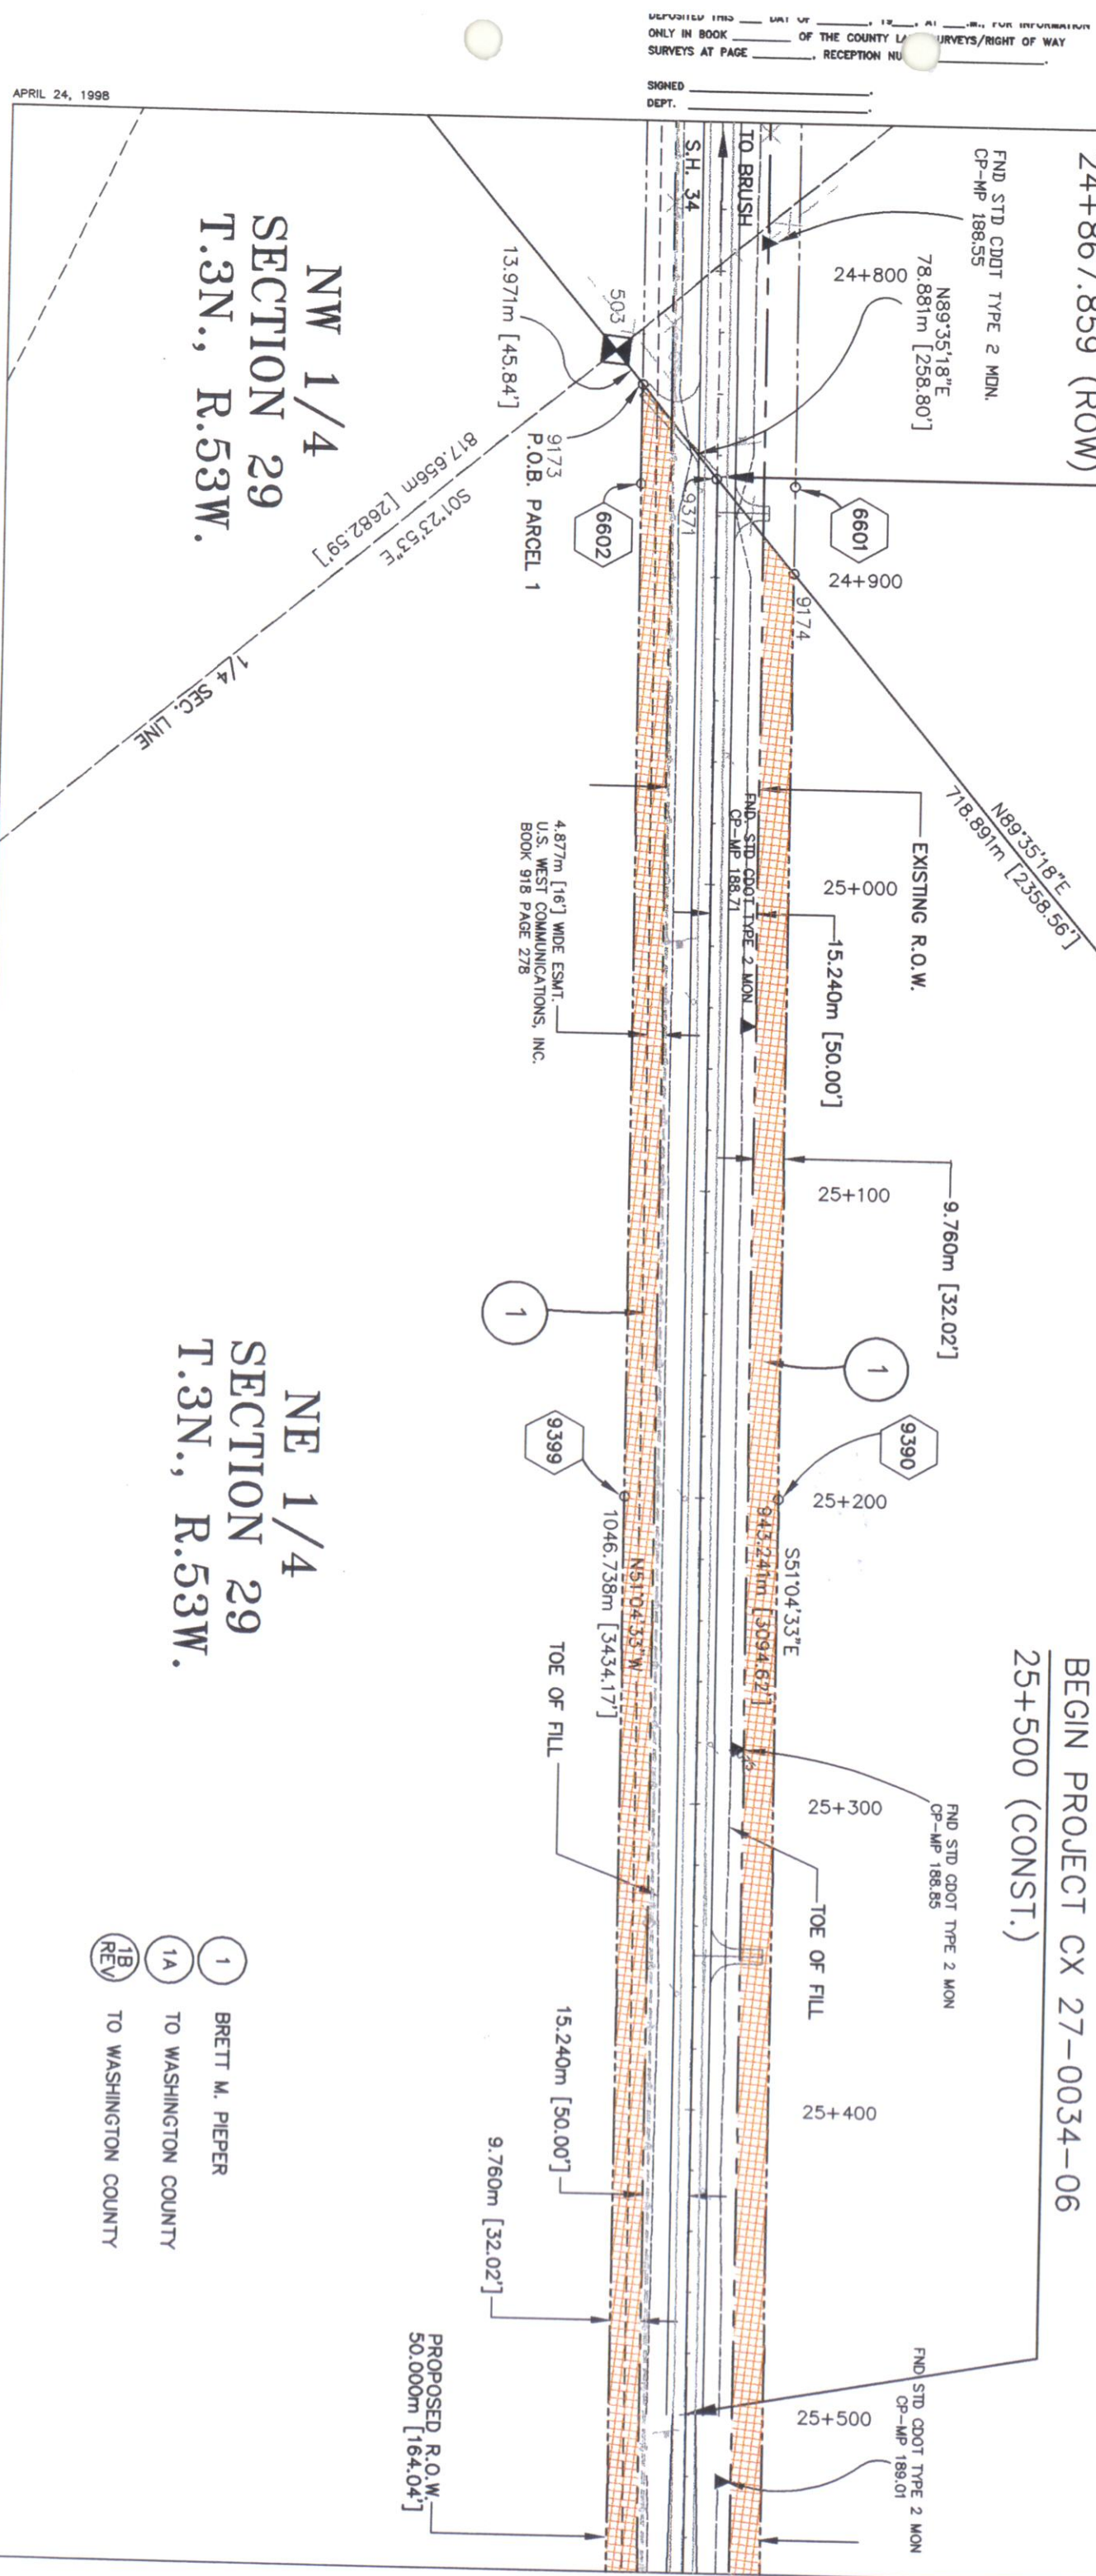 DEPOSITED THIS ___ DAY OF ______, 19__, AT __.M., FOR INFORMATION
ONLY IN BOOK ______ OF THE COUNTY URVEYS/RIGHT OF WAY
SURVEYS AT PAGE ______, RECEPTION NU ______.
SIGNED ______.
DEPT. ______.
APRIL 24, 1998
24+867.859 (ROW)
FND STD CDOT TYPE 2 MON.
CP-MP 188.55
TO BRUSH
S.H. 34
24+800
N89°35'18"E
78.881m [258.80']
503
13.971m [45.84']
NW 1/4
SECTION 29
T.3N., R.53W.
9173
P.O.B. PARCEL 1
817.656m [2682.59']
S01°23'53"E
1/4 SEC. LINE
6602
9371
6601
24+900
9174
N89°35'18"E
718.891m [2358.56']
EXISTING R.O.W.
FND. STD CDOT TYPE 2 MON
CP-MP 188.71
25+000
15.240m [50.00']
4.877m [16'] WIDE ESMT.
U.S. WEST COMMUNICATIONS, INC.
BOOK 918 PAGE 278
25+100
9.760m [32.02']
1
1
9390
9399
25+200
S51°04'33"E
943.241m [3094.62']
N51°04'33"W
1046.738m [3434.17']
NE 1/4
SECTION 29
T.3N., R.53W.
BEGIN PROJECT CX 27-0034-06
25+500 (CONST.)
TOE OF FILL
FND STD CDOT TYPE 2 MON
CP-MP 188.85
25+300
TOE OF FILL
25+400
15.240m [50.00']
9.760m [32.02']
PROPOSED R.O.W.
50.000m [164.04']
FND STD CDOT TYPE 2 MON
CP-MP 189.01
25+500
1 BRETT M. PIEPER
1A TO WASHINGTON COUNTY
1B REV TO WASHINGTON COUNTY